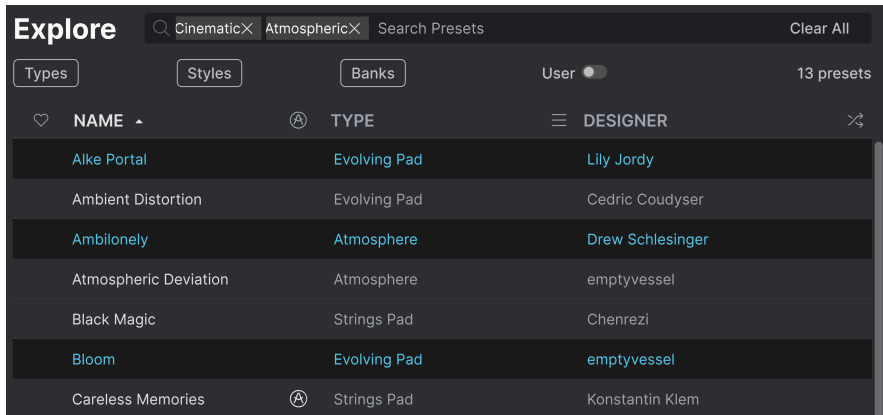 Explore Cinematic Atmospheric Search Presets Clear All
Types Styles Banks User 13 presets
NAME TYPE DESIGNER
Alke Portal Evolving Pad Lily Jordy
Ambient Distortion Evolving Pad Cedric Coudyser
Ambilonely Atmosphere Drew Schlesinger
Atmospheric Deviation Atmosphere emptyvessel
Black Magic Strings Pad Chenrezi
Bloom Evolving Pad emptyvessel
Careless Memories Strings Pad Konstantin Klem